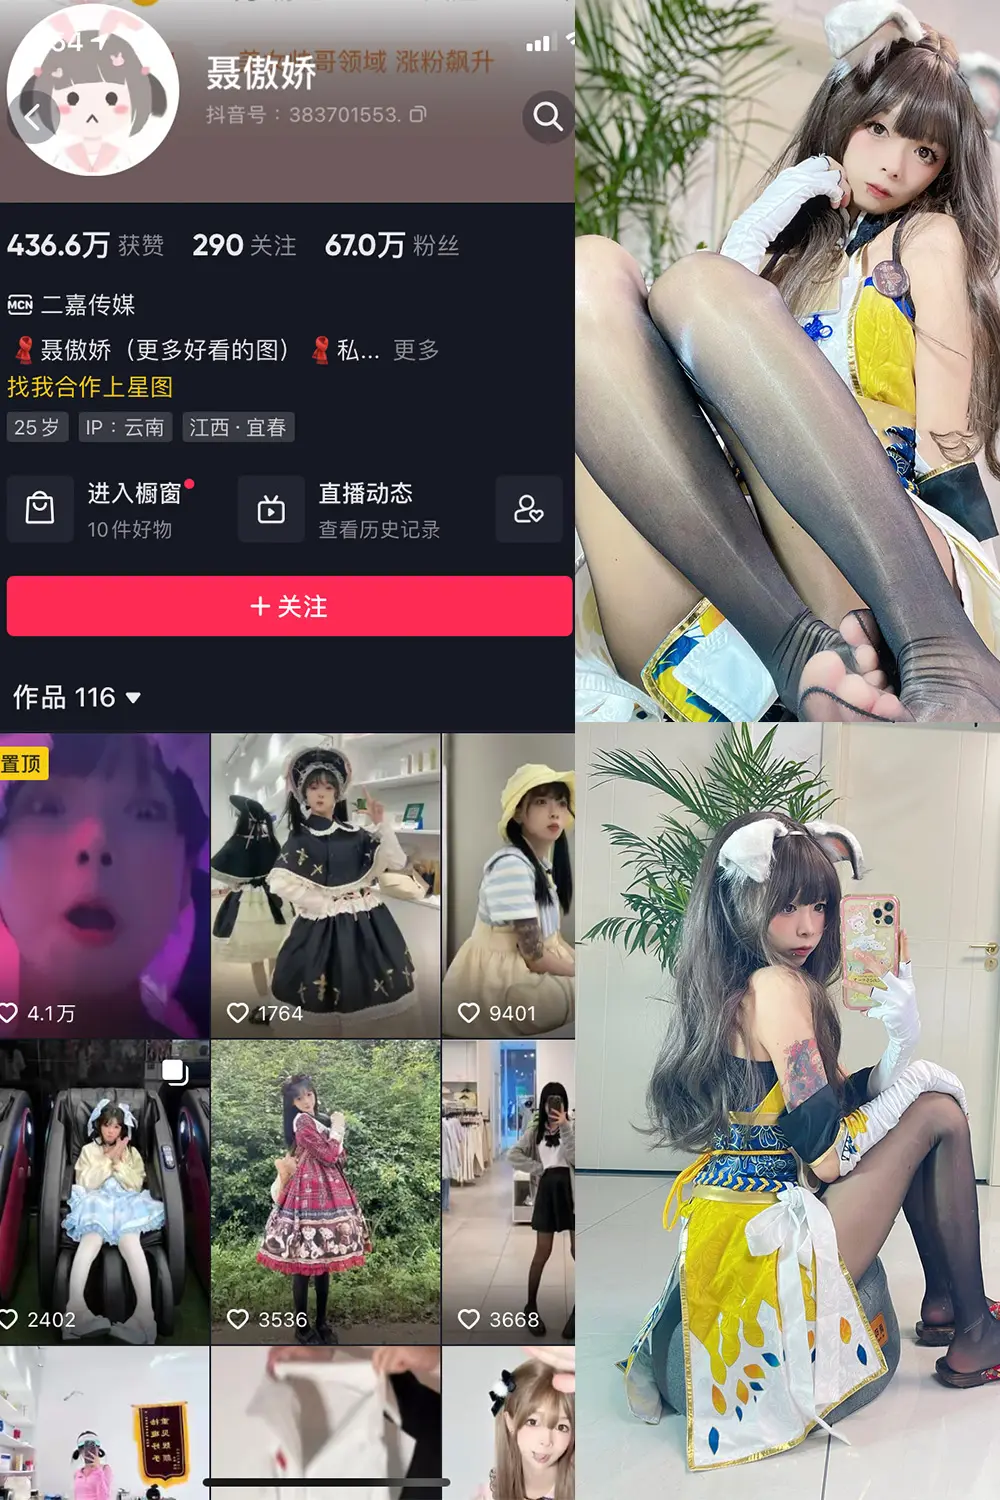 聂傲娇
哥领域 涨粉飙升
抖音号：383701553.
436.6万 获赞 290 关注 67.0万 粉丝
MCN 二嘉传媒
聂傲娇（更多好看的图） 私... 更多
找我合作上星图
25岁 IP：云南 江西·宜春
进入橱窗 直播动态
10件好物 查看历史记录
+ 关注
作品 116
置顶
4.1万 1764 9401
2402 3536 3668